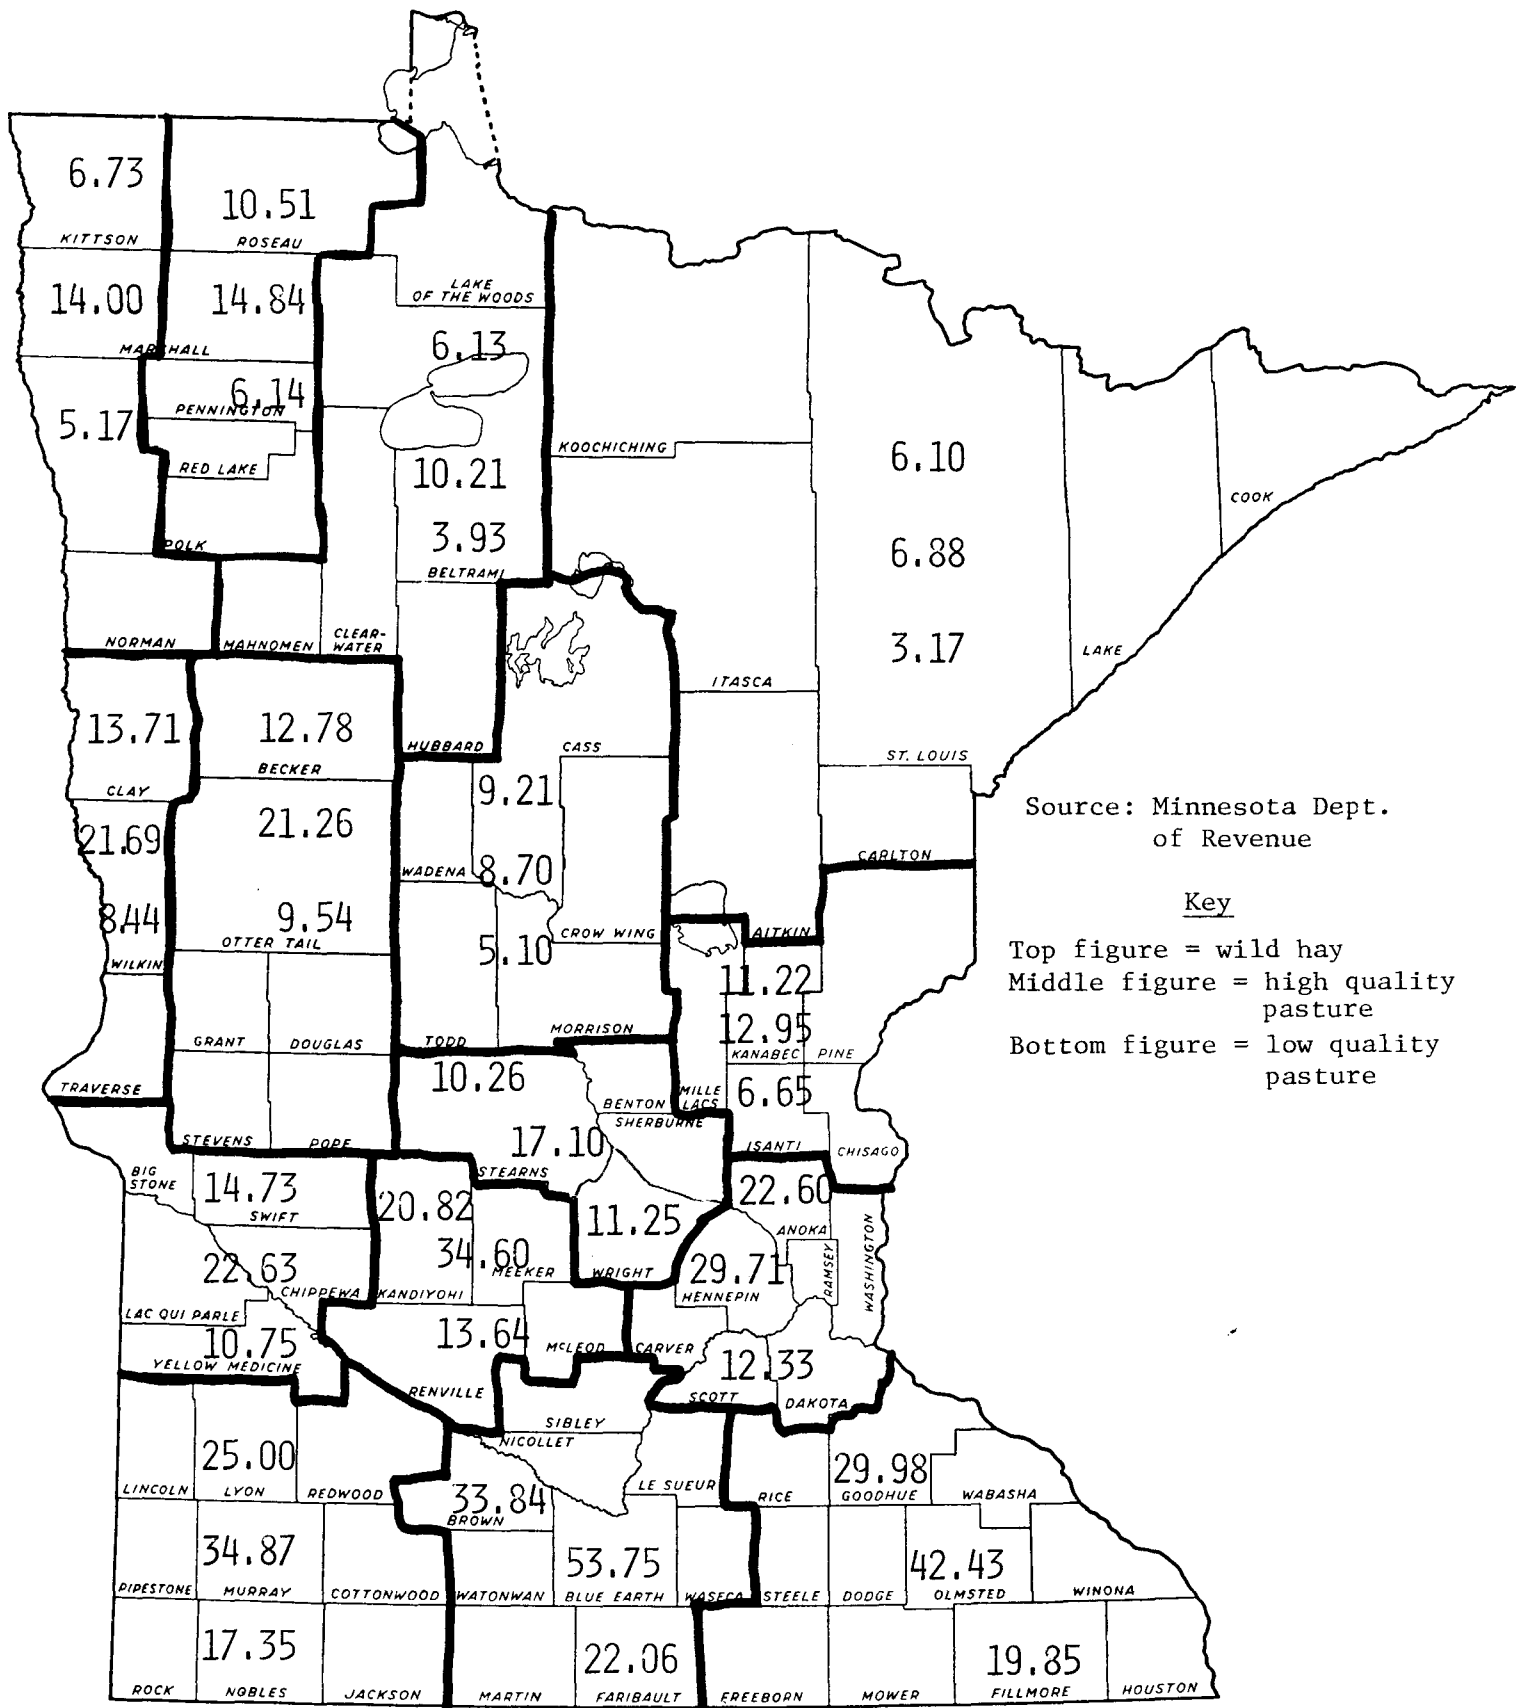 6.73
10.51
KITTSON
ROSEAU
14.00
14.84
LAKE
OF THE WOODS
MARSHALL
6.13
6.14
PENNINGTON
5.17
RED LAKE
KOOCHICHING
10.21
6.10
COOK
3.93
6.88
POLK
BELTRAMI
NORMAN
MAHNOMEN
CLEAR-
WATER
3.17
LAKE
ITASCA
13.71
12.78
HUBBARD
CASS
ST. LOUIS
BECKER
CLAY
9.21
21.69
21.26
Source: Minnesota Dept.
of Revenue
WADENA
8.70
CARLTON
8.44
9.54
OTTER TAIL
CROW WING
AITKIN
Key
5.10
Top figure = wild hay
WILKIN
11.22
Middle figure = high quality
pasture
GRANT
DOUGLAS
TODD
MORRISON
12.95
KANABEC
PINE
Bottom figure = low quality
pasture
TRAVERSE
10.26
BENTON
MILLE
LACS
6.65
SHERBURNE
STEVENS
POPE
17.10
ISANTI
CHISAGO
BIG
STONE
14.73
STEARNS
22.60
SWIFT
20.82
11.25
ANOKA
WASHINGTON
22.63
34.60
MEEKER
WRIGHT
29.71
RAMSEY
CHIPPEWA
KANDIYOHI
HENNEPIN
LAC QUI PARLE
10.75
13.64
McLEOD
CARVER
YELLOW MEDICINE
12.33
RENVILLE
SCOTT
DAKOTA
SIBLEY
NICOLLET
25.00
29.98
LINCOLN
LYON
REDWOOD
33.84
LE SUEUR
RICE
GOODHUE
WABASHA
BROWN
34.87
53.75
42.43
PIPESTONE
MURRAY
COTTONWOOD
WATONWAN
BLUE EARTH
WASECA
STEELE
DODGE
OLMSTED
WINONA
17.35
22.06
19.85
ROCK
NOBLES
JACKSON
MARTIN
FARIBAULT
FREEBORN
MOWER
FILLMORE
HOUSTON